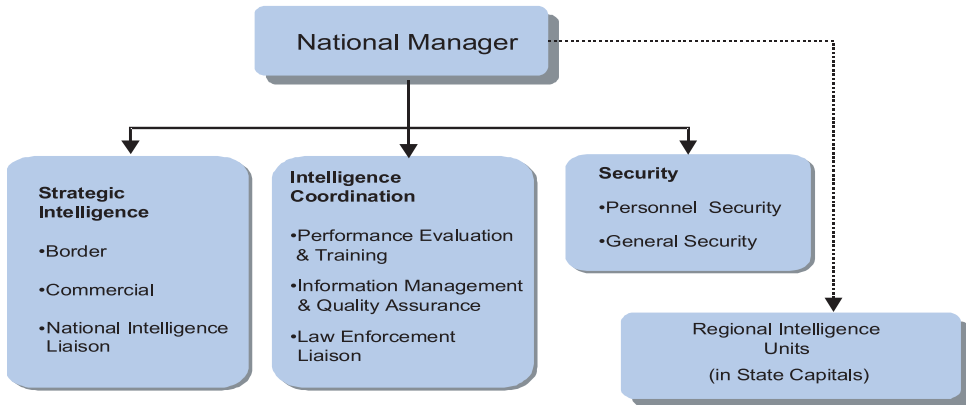 National Manager
Strategic
Intelligence
•Border
•Commercial
•National Intelligence
Liaison
Intelligence
Coordination
•Performance Evaluation
& Training
•Information Management
& Quality Assurance
•Law Enforcement
Liaison
Security
•Personnel Security
•General Security
Regional Intelligence
Units
(in State Capitals)